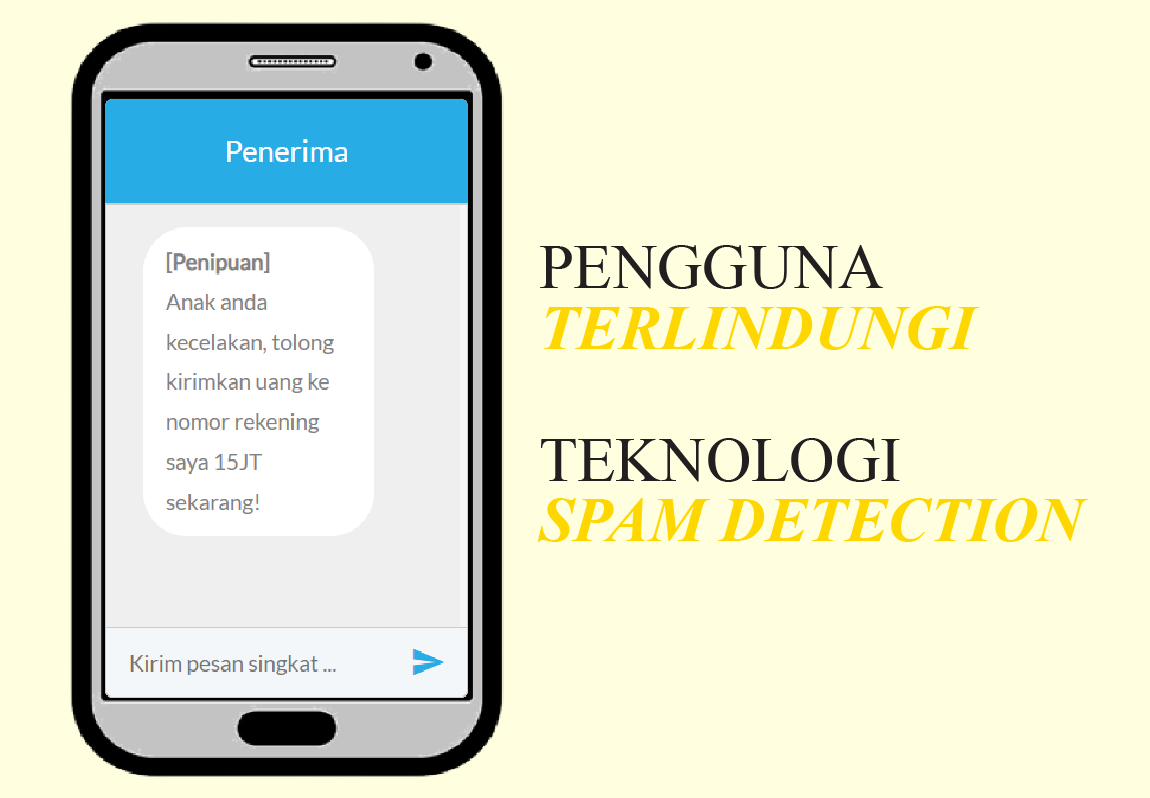 Penerima
[Penipuan]
Anak anda
kecelakan, tolong
kirimkan uang ke
nomor rekening
saya 15JT
sekarang!
Kirim pesan singkat ...
PENGGUNA
TERLINDUNGI
TEKNOLOGI
SPAM DETECTION